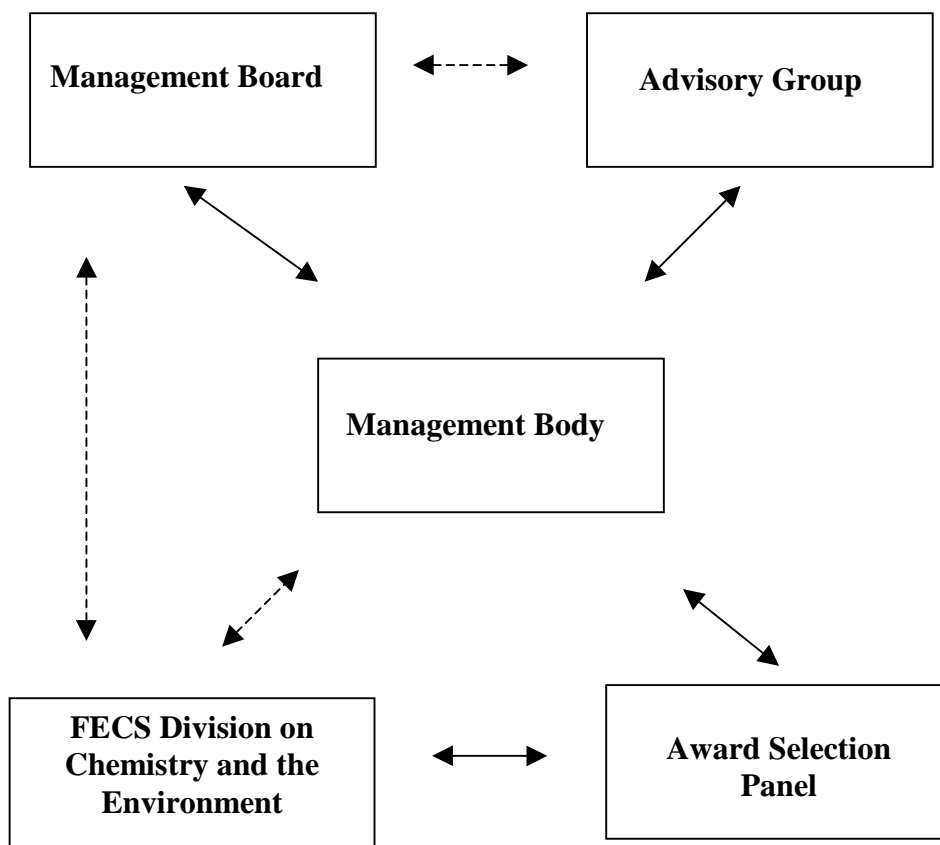 Management Board
Advisory Group
Management Body
FECS Division on
Chemistry and the
Environment
Award Selection
Panel